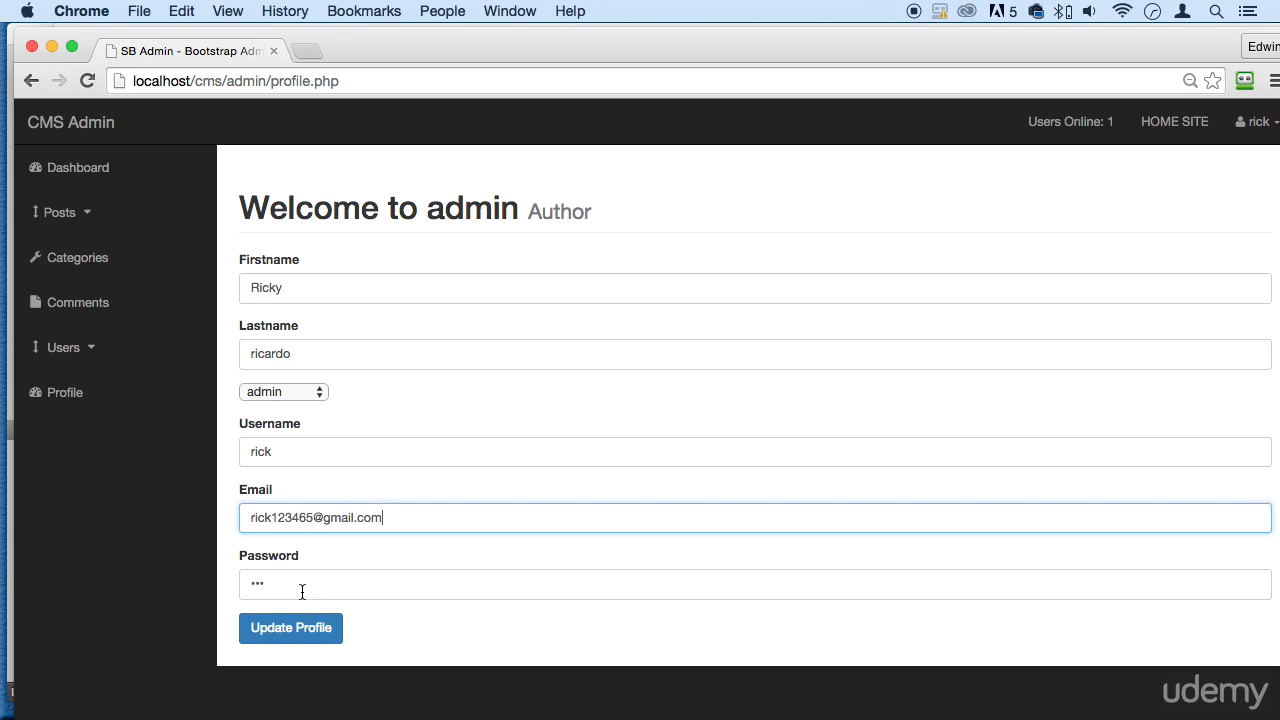 Chrome File Edit View History Bookmarks People Window Help 5
SB Admin - Bootstrap Adm
Edwin
localhost/cms/admin/profile.php
CMS Admin Users Online: 1 HOME SITE rick
Dashboard
Posts
Categories
Comments
Users
Profile
Welcome to admin Author
Firstname
Ricky
Lastname
ricardo
admin
Username
rick
Email
rick123465@gmail.com
Password
•••
Update Profile
udemy